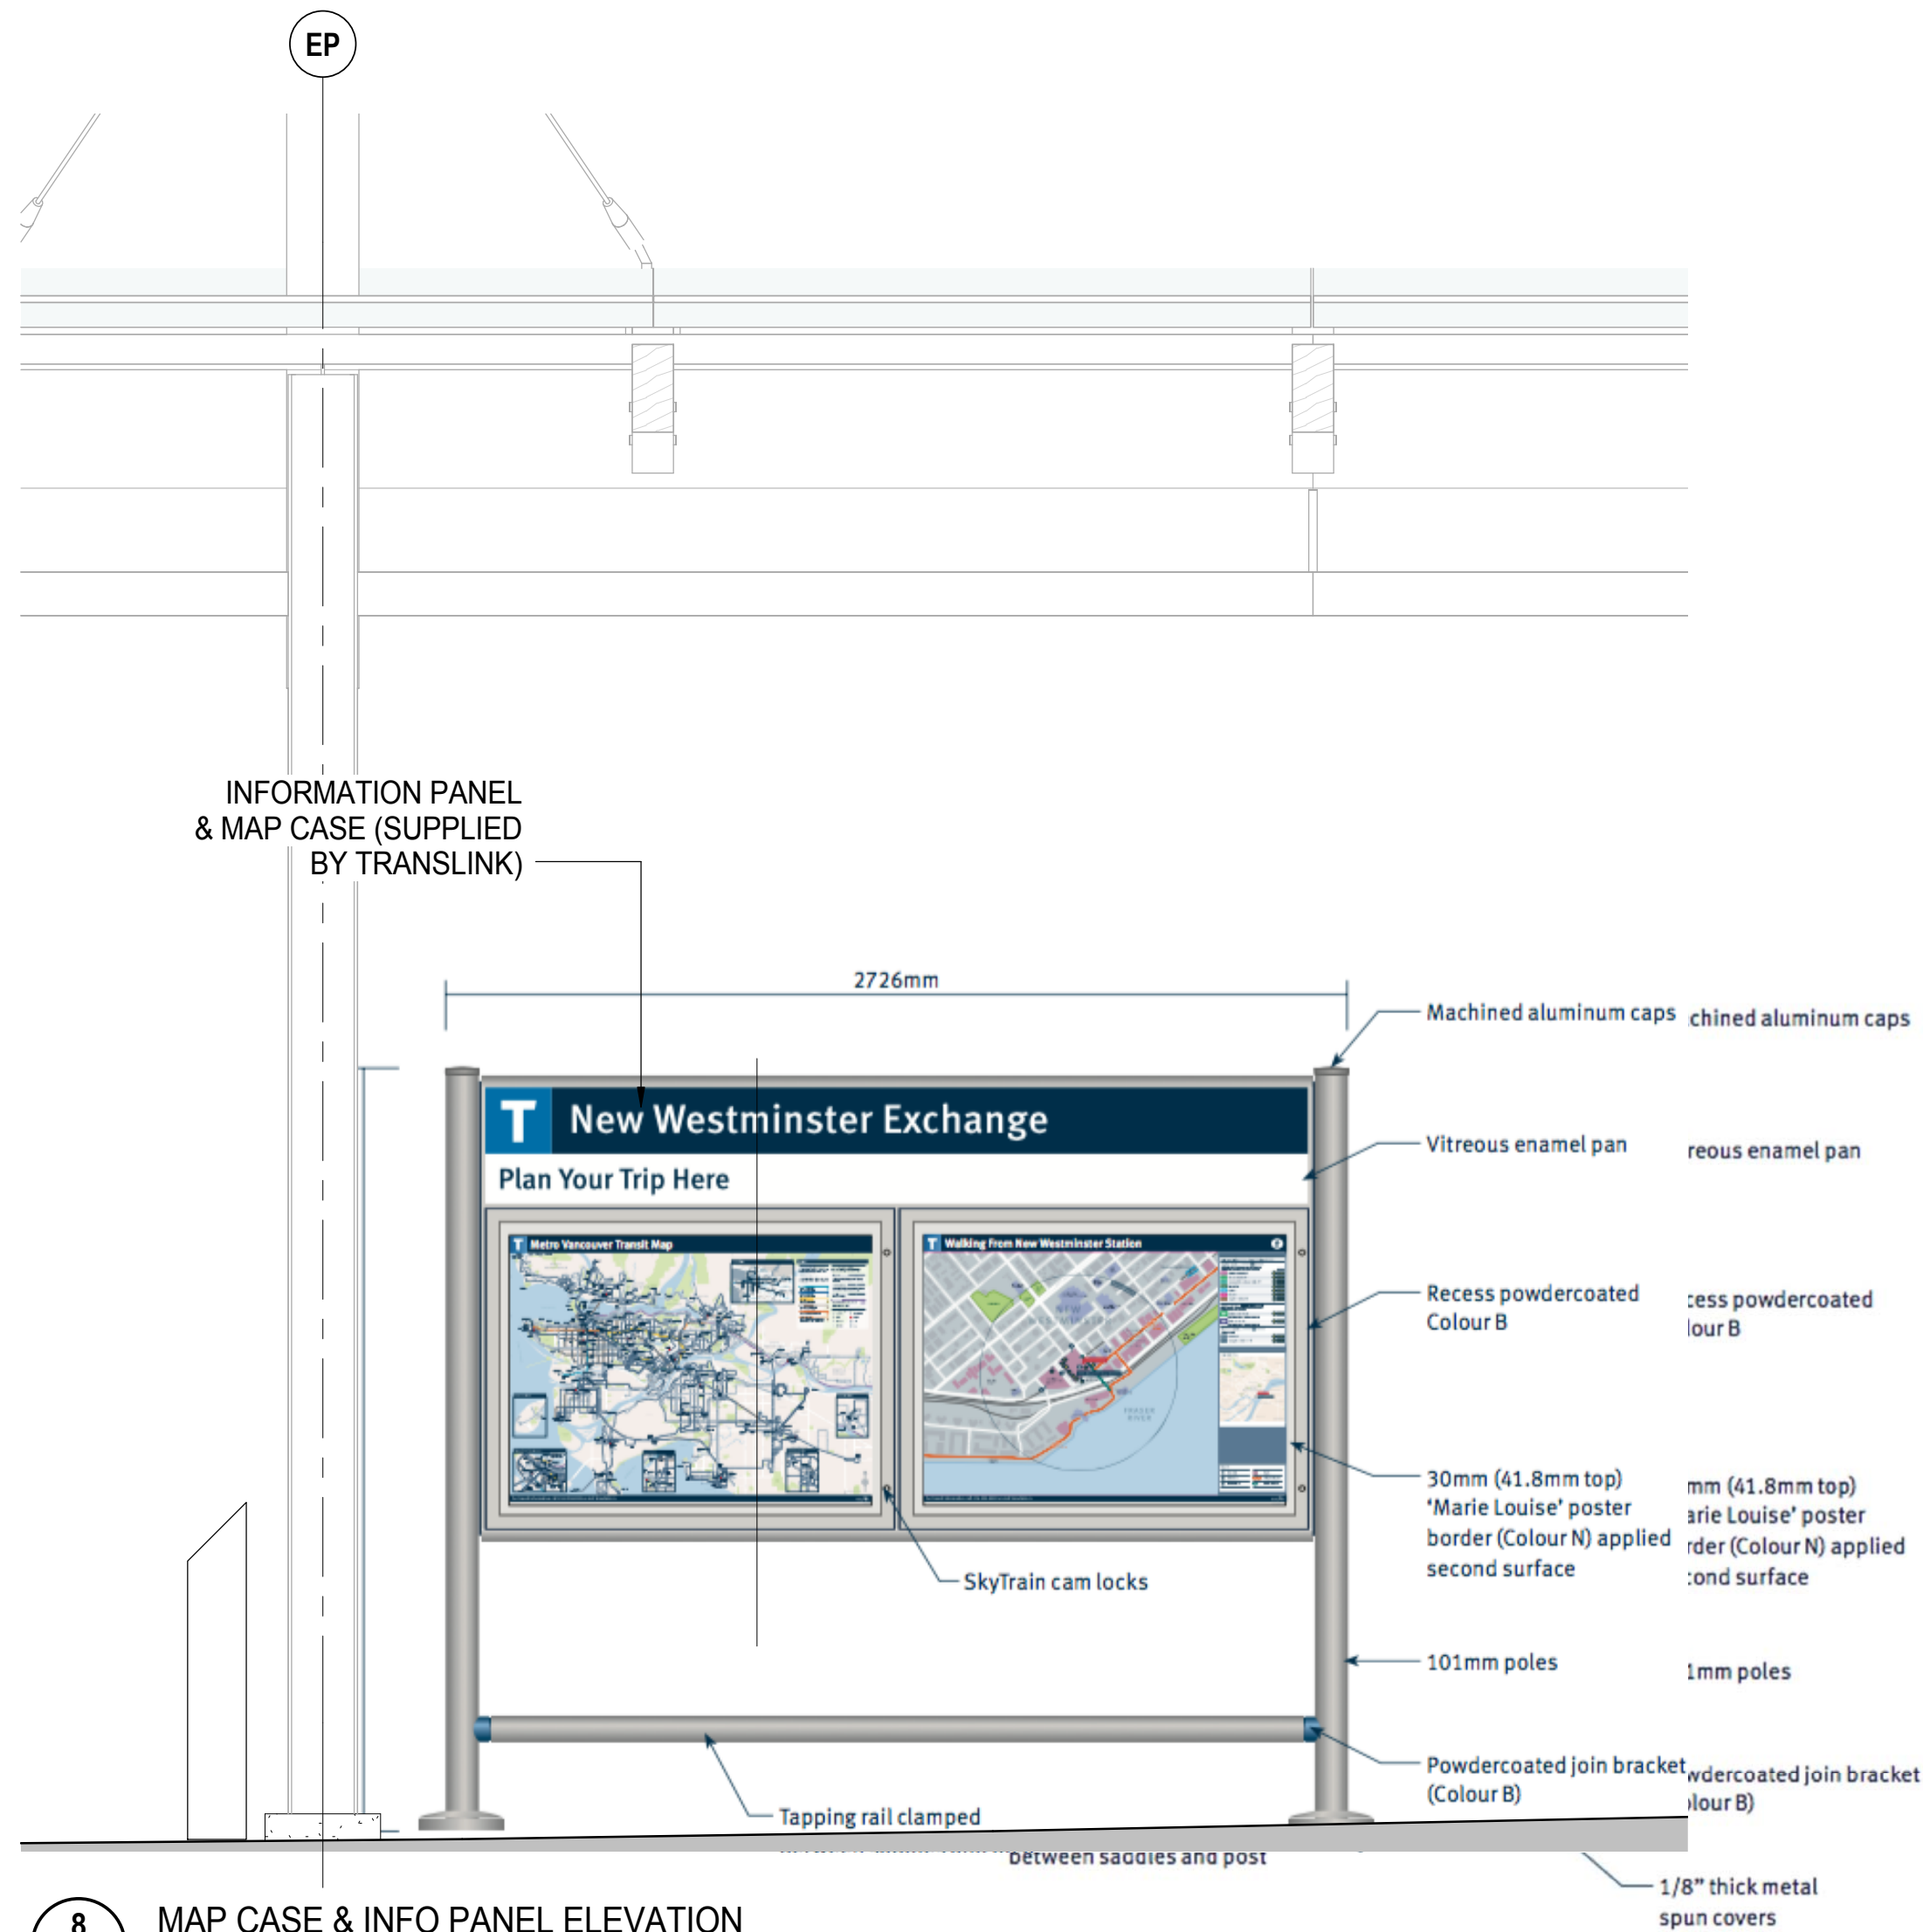 EP
INFORMATION PANEL
& MAP CASE (SUPPLIED
BY TRANSLINK)
2726mm
Machined aluminum caps
chined aluminum caps
T New Westminster Exchange
Plan Your Trip Here
Vitreous enamel pan
reous enamel pan
T Metro Vancouver Transit Map
T Walking From New Westminster Station
NEW
WESTMINSTER
FRASER
RIVER
Recess powdercoated
Colour B
cess powdercoated
lour B
30mm (41.8mm top)
'Marie Louise' poster
border (Colour N) applied
second surface
mm (41.8mm top)
arie Louise' poster
rder (Colour N) applied
cond surface
SkyTrain cam locks
101mm poles
1mm poles
Powdercoated join bracket
(Colour B)
wdercoated join bracket
lour B)
Tapping rail clamped
between saddles and post
1/8” thick metal
spun covers
8
MAP CASE & INFO PANEL ELEVATION